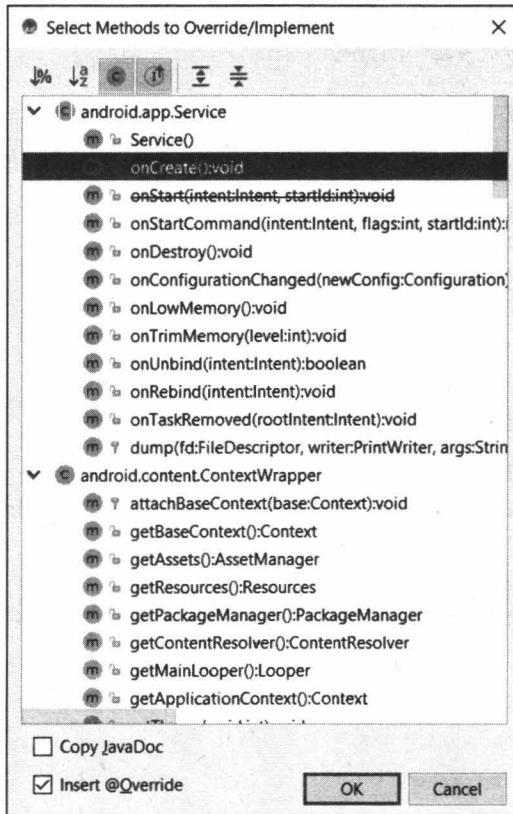 Select Methods to Override/Implement
android.app.Service
Service()
onCreate():void
onStart(intent:Intent, startId:int):void
onStartCommand(intent:Intent, flags:int, startId:int):i
onDestroy():void
onConfigurationChanged(newConfig:Configuration)
onLowMemory():void
onTrimMemory(level:int):void
onUnbind(intent:Intent):boolean
onRebind(intent:Intent):void
onTaskRemoved(rootIntent:Intent):void
dump(fd:FileDescriptor, writer:PrintWriter, args:Strin
android.content.ContextWrapper
attachBaseContext(base:Context):void
getBaseContext():Context
getAssets():AssetManager
getResources():Resources
getPackageManager():PackageManager
getContentResolver():ContentResolver
getMainLooper():Looper
getApplicationContext():Context
Copy JavaDoc
Insert @Override
OK
Cancel